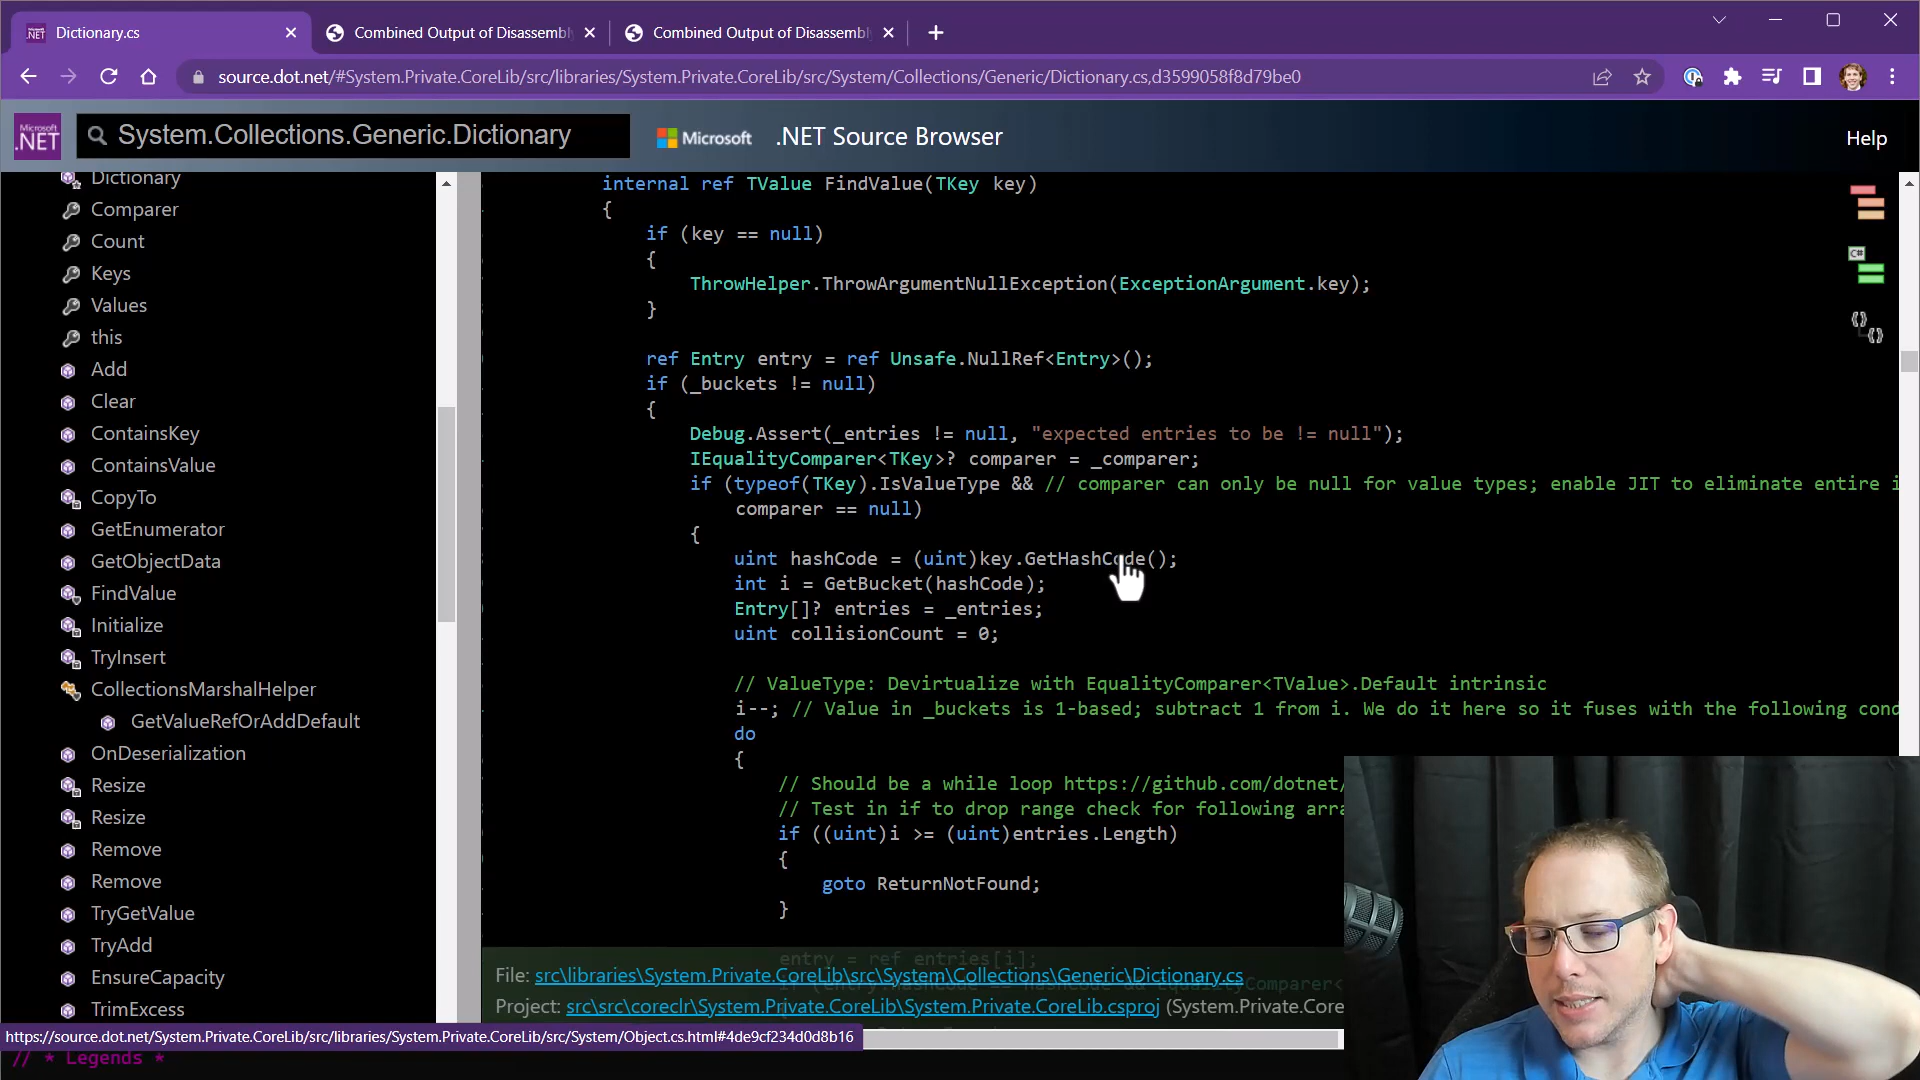 Dictionary.cs
Combined Output of Disassembl
Combined Output of Disassembl
source.dot.net/#System.Private.CoreLib/src/libraries/System.Private.CoreLib/src/System/Collections/Generic/Dictionary.cs,d3599058f8d79be0
Microsoft .NET
System.Collections.Generic.Dictionary
Microsoft
.NET Source Browser
Help
Dictionary
Comparer
Count
Keys
Values
this
Add
Clear
ContainsKey
ContainsValue
CopyTo
GetEnumerator
GetObjectData
FindValue
Initialize
TryInsert
CollectionsMarshalHelper
GetValueRefOrAddDefault
OnDeserialization
Resize
Resize
Remove
Remove
TryGetValue
TryAdd
EnsureCapacity
TrimExcess
internal ref TValue FindValue(TKey key)
{
if (key == null)
{
ThrowHelper.ThrowArgumentNullException(ExceptionArgument.key);
}
ref Entry entry = ref Unsafe.NullRef<Entry>();
if (_buckets != null)
{
Debug.Assert(_entries != null, "expected entries to be != null");
IEqualityComparer<TKey>? comparer = _comparer;
if (typeof(TKey).IsValueType && // comparer can only be null for value types; enable JIT to eliminate entire i
comparer == null)
{
uint hashCode = (uint)key.GetHashCode();
int i = GetBucket(hashCode);
Entry[]? entries = _entries;
uint collisionCount = 0;
// ValueType: Devirtualize with EqualityComparer<TValue>.Default intrinsic
i--; // Value in _buckets is 1-based; subtract 1 from i. We do it here so it fuses with the following cond
do
{
// Should be a while loop https://github.com/dotnet/
// Test in if to drop range check for following arra
if ((uint)i >= (uint)entries.Length)
{
goto ReturnNotFound;
}
entry = ref entries[i];
File: src\libraries\System.Private.CoreLib\src\System\Collections\Generic\Dictionary.cs
Project: src\src\coreclr\System.Private.CoreLib\System.Private.CoreLib.csproj (System.Private.Core
https://source.dot.net/System.Private.CoreLib/src/libraries/System.Private.CoreLib/src/System/Object.cs.html#4de9cf234d0d8b16
// * Legends *